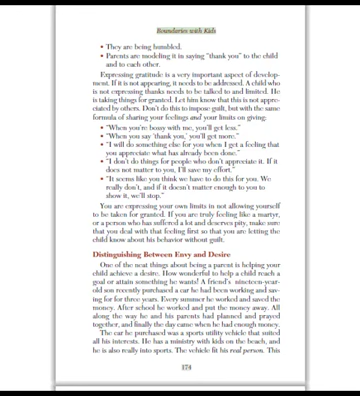 Boundaries with Kids
• They are being humbled.
• Parents are modeling it in saying "thank you" to the child
and to each other.
Expressing gratitude is a very important aspect of develop-
ment. If it is not appearing, it needs to be addressed. A child who
is not expressing thanks needs to be talked to and limited. He
is taking things for granted. Let him know that this is not appre-
ciated by others. Don't do this to impose guilt, but with the same
formula of sharing your feelings and your limits on giving:
• "When you're bossy with me, you'll get less."
• "When you say 'thank you,' you'll get more."
• "I will do something else for you when I get a feeling that
you appreciate what has already been done."
• "I don't do things for people who don't appreciate it. If it
does not matter to you, I'll save my effort."
• "It seems like you think we have to do this for you. We
really don't, and if it doesn't matter enough to you to
show it, we'll stop."
You are expressing your own limits in not allowing yourself
to be taken for granted. If you are truly feeling like a martyr,
or a person who has suffered a lot and deserves pity, make sure
that you deal with that feeling first so that you are letting the
child know about his behavior without guilt.
Distinguishing Between Envy and Desire
One of the neat things about being a parent is helping your
child achieve a desire. How wonderful to help a child reach a
goal or attain something he wants! A friend's nineteen-year-
old son recently purchased a car he had been working and sav-
ing for for three years. Every summer he worked and saved the
money. After school he worked and put the money away. All
along the way he and his parents had planned and prayed
together, and finally the day came when he had enough money.
The car he purchased was a sports utility vehicle that suited
all his interests. He has a ministry with kids on the beach, and
he is also really into sports. The vehicle fit his real person. This
174